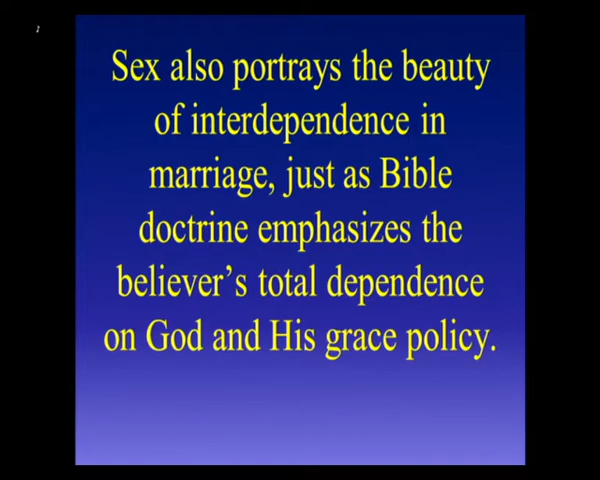 Sex also portrays the beauty
of interdependence in
marriage, just as Bible
doctrine emphasizes the
believer’s total dependence
on God and His grace policy.